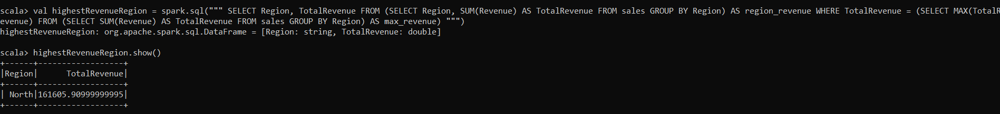 scala> val highestRevenueRegion = spark.sql(""" SELECT Region, TotalRevenue FROM (SELECT Region, SUM(Revenue) AS TotalRevenue FROM sales GROUP BY Region) AS region_revenue WHERE TotalRevenue = (SELECT MAX(TotalR
evenue) FROM (SELECT SUM(Revenue) AS TotalRevenue FROM sales GROUP BY Region) AS max_revenue) """)
highestRevenueRegion: org.apache.spark.sql.DataFrame = [Region: string, TotalRevenue: double]

scala> highestRevenueRegion.show()
+------+------------------+
|Region|      TotalRevenue|
+------+------------------+
| North|161605.90999999995|
+------+------------------+